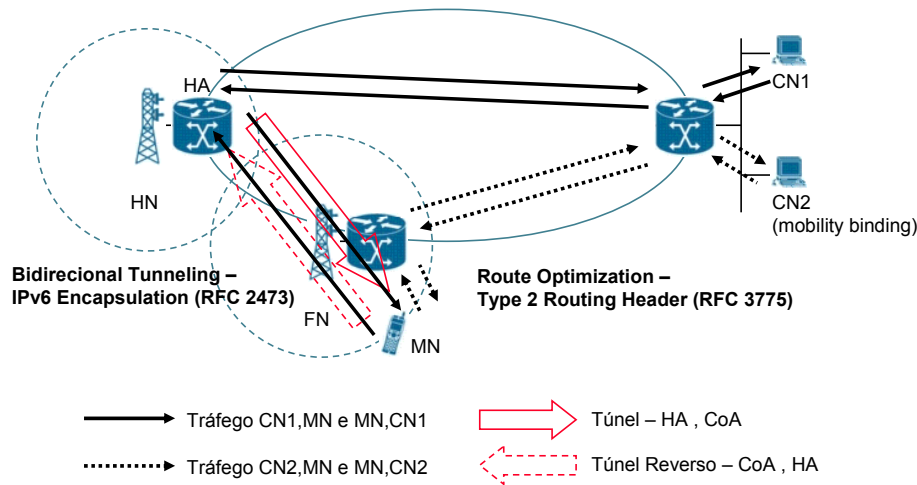 HA
CN1
HN
CN2
(mobility binding)
Bidirecional Tunneling –
IPv6 Encapsulation (RFC 2473)
Route Optimization –
Type 2 Routing Header (RFC 3775)
FN
MN
Tráfego CN1,MN e MN,CN1
Túnel – HA , CoA
Tráfego CN2,MN e MN,CN2
Túnel Reverso – CoA , HA